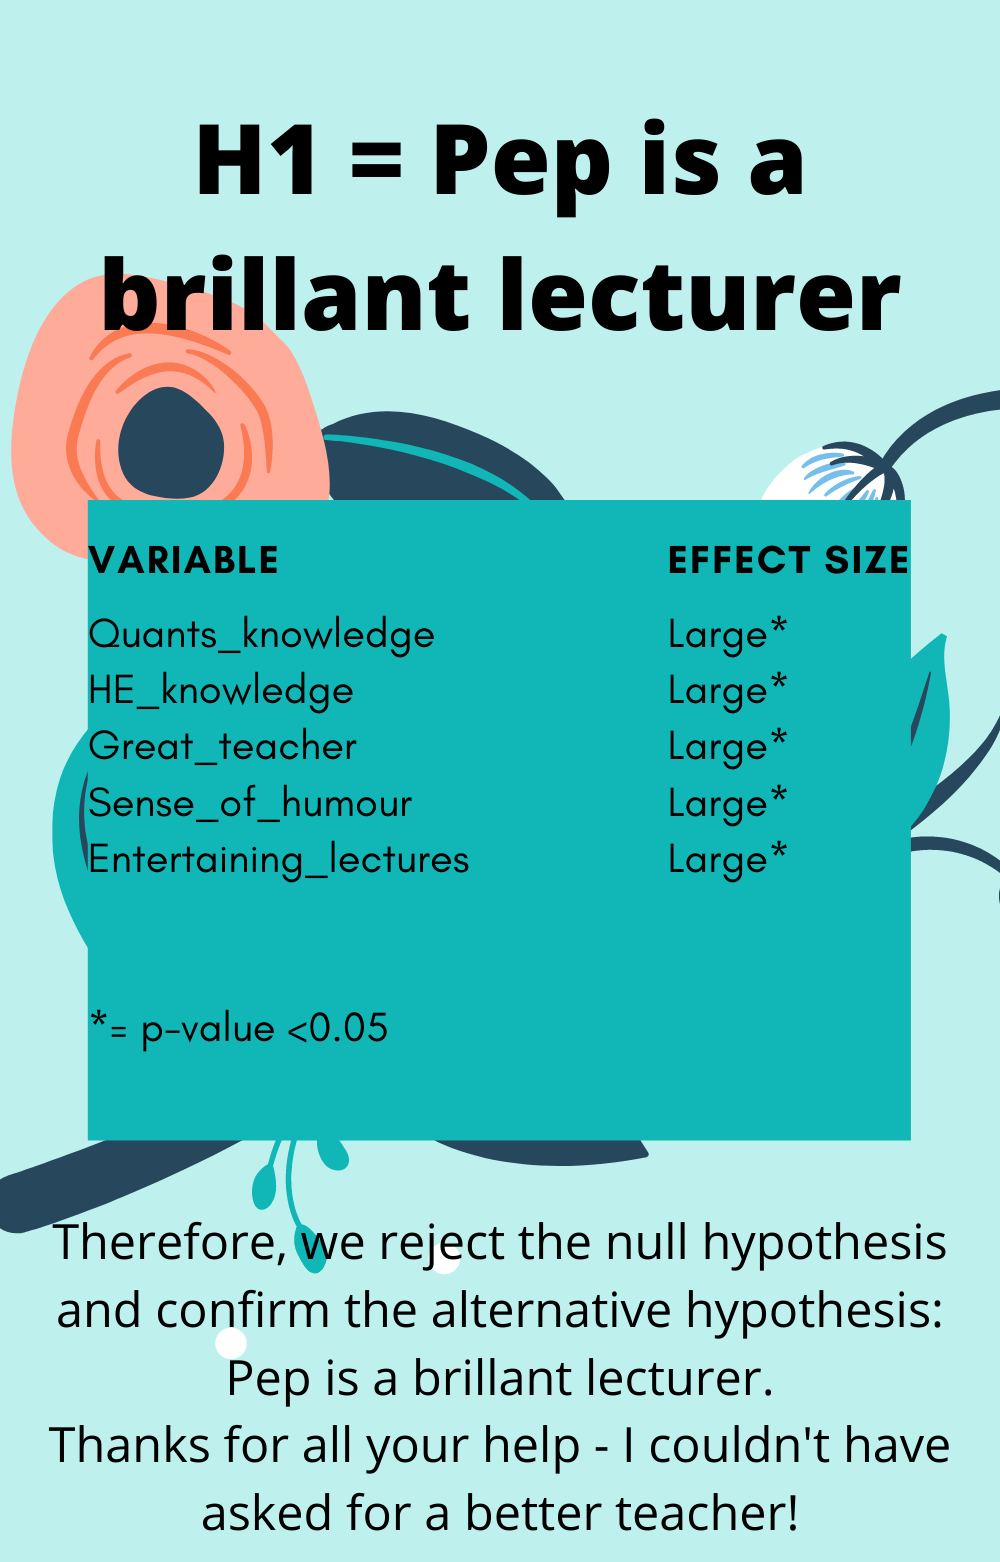 H1 = Pep is a
brillant lecturer
VARIABLE EFFECT SIZE
Quants_knowledge Large*
HE_knowledge Large*
Great_teacher Large*
Sense_of_humour Large*
Entertaining_lectures Large*
*= p-value <0.05
Therefore, we reject the null hypothesis
and confirm the alternative hypothesis:
Pep is a brillant lecturer.
Thanks for all your help - I couldn't have
asked for a better teacher!